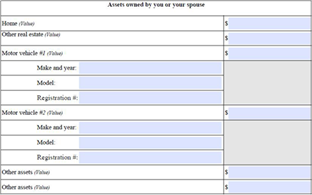 Assets owned by you or your spouse
Home (Value) $
Other real estate (Value) $
Motor vehicle #1 (Value) $
Make and year:
Model:
Registration #:
Motor vehicle #2 (Value) $
Make and year:
Model:
Registration #:
Other assets (Value) $
Other assets (Value) $